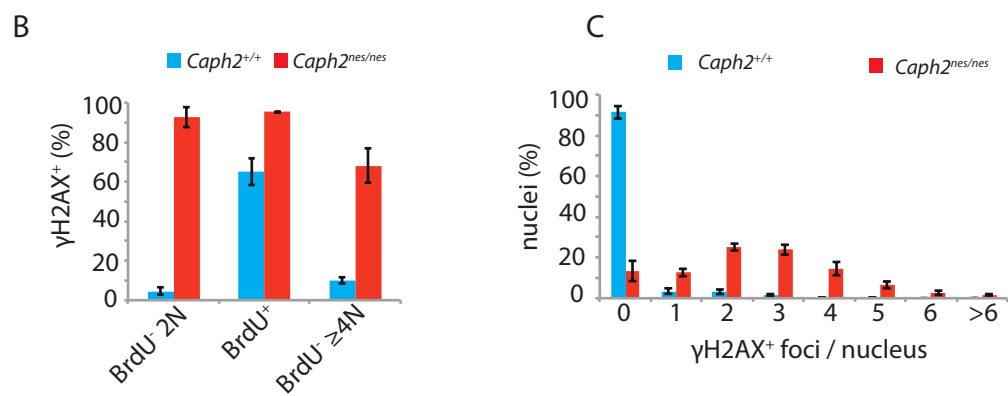 B
Caph2+/+ Caph2nes/nes
γH2AX+ (%)
100
80
60
40
20
0
BrdU- 2N
BrdU+
BrdU- ≥4N
C
Caph2+/+
Caph2nes/nes
nuclei (%)
100
80
60
40
20
0
0 1 2 3 4 5 6 >6
γH2AX+ foci / nucleus